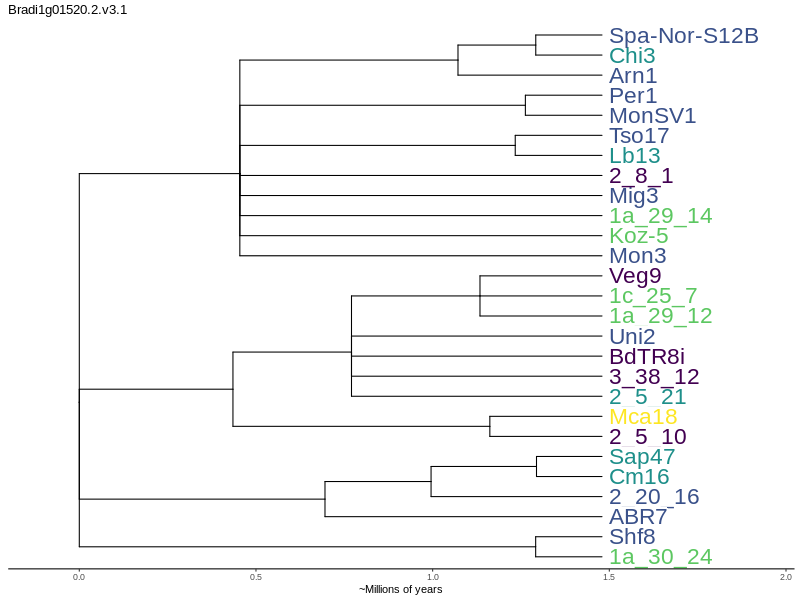 Bradi1g01520.2.v3.1
Spa-Nor-S12B
Chi3
Arn1
Per1
MonSV1
Tso17
Lb13
2_8_1
Mig3
1a_29_14
Koz-5
Mon3
Veg9
1c_25_7
1a_29_12
Uni2
BdTR8i
3_38_12
2_5_21
Mca18
2_5_10
Sap47
Cm16
2_20_16
ABR7
Shf8
1a_30_24
0.0 0.5 1.0 1.5 2.0
~Millions of years